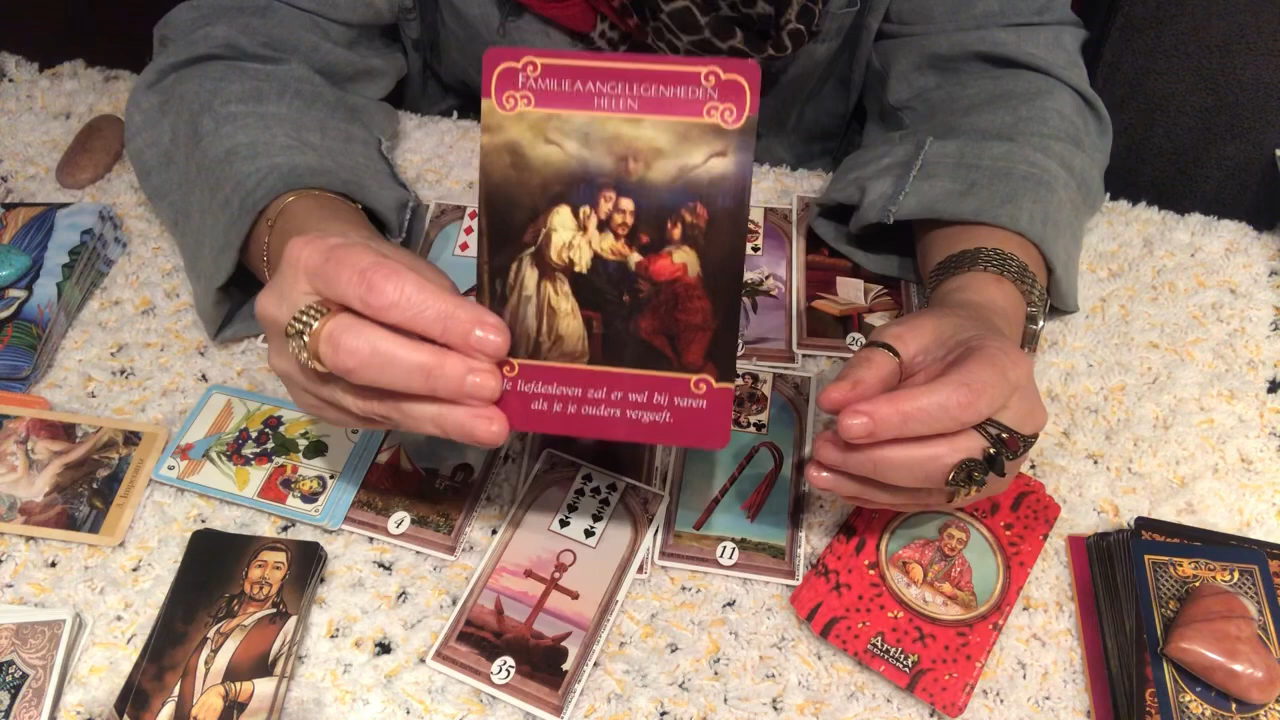 FAMILIEAANGELEGENHEDEN
HELEN
Je liefdesleven zal er wel bij varen
als je je ouders vergeeft.
26
6
4
11
35
Artha
EDITORA